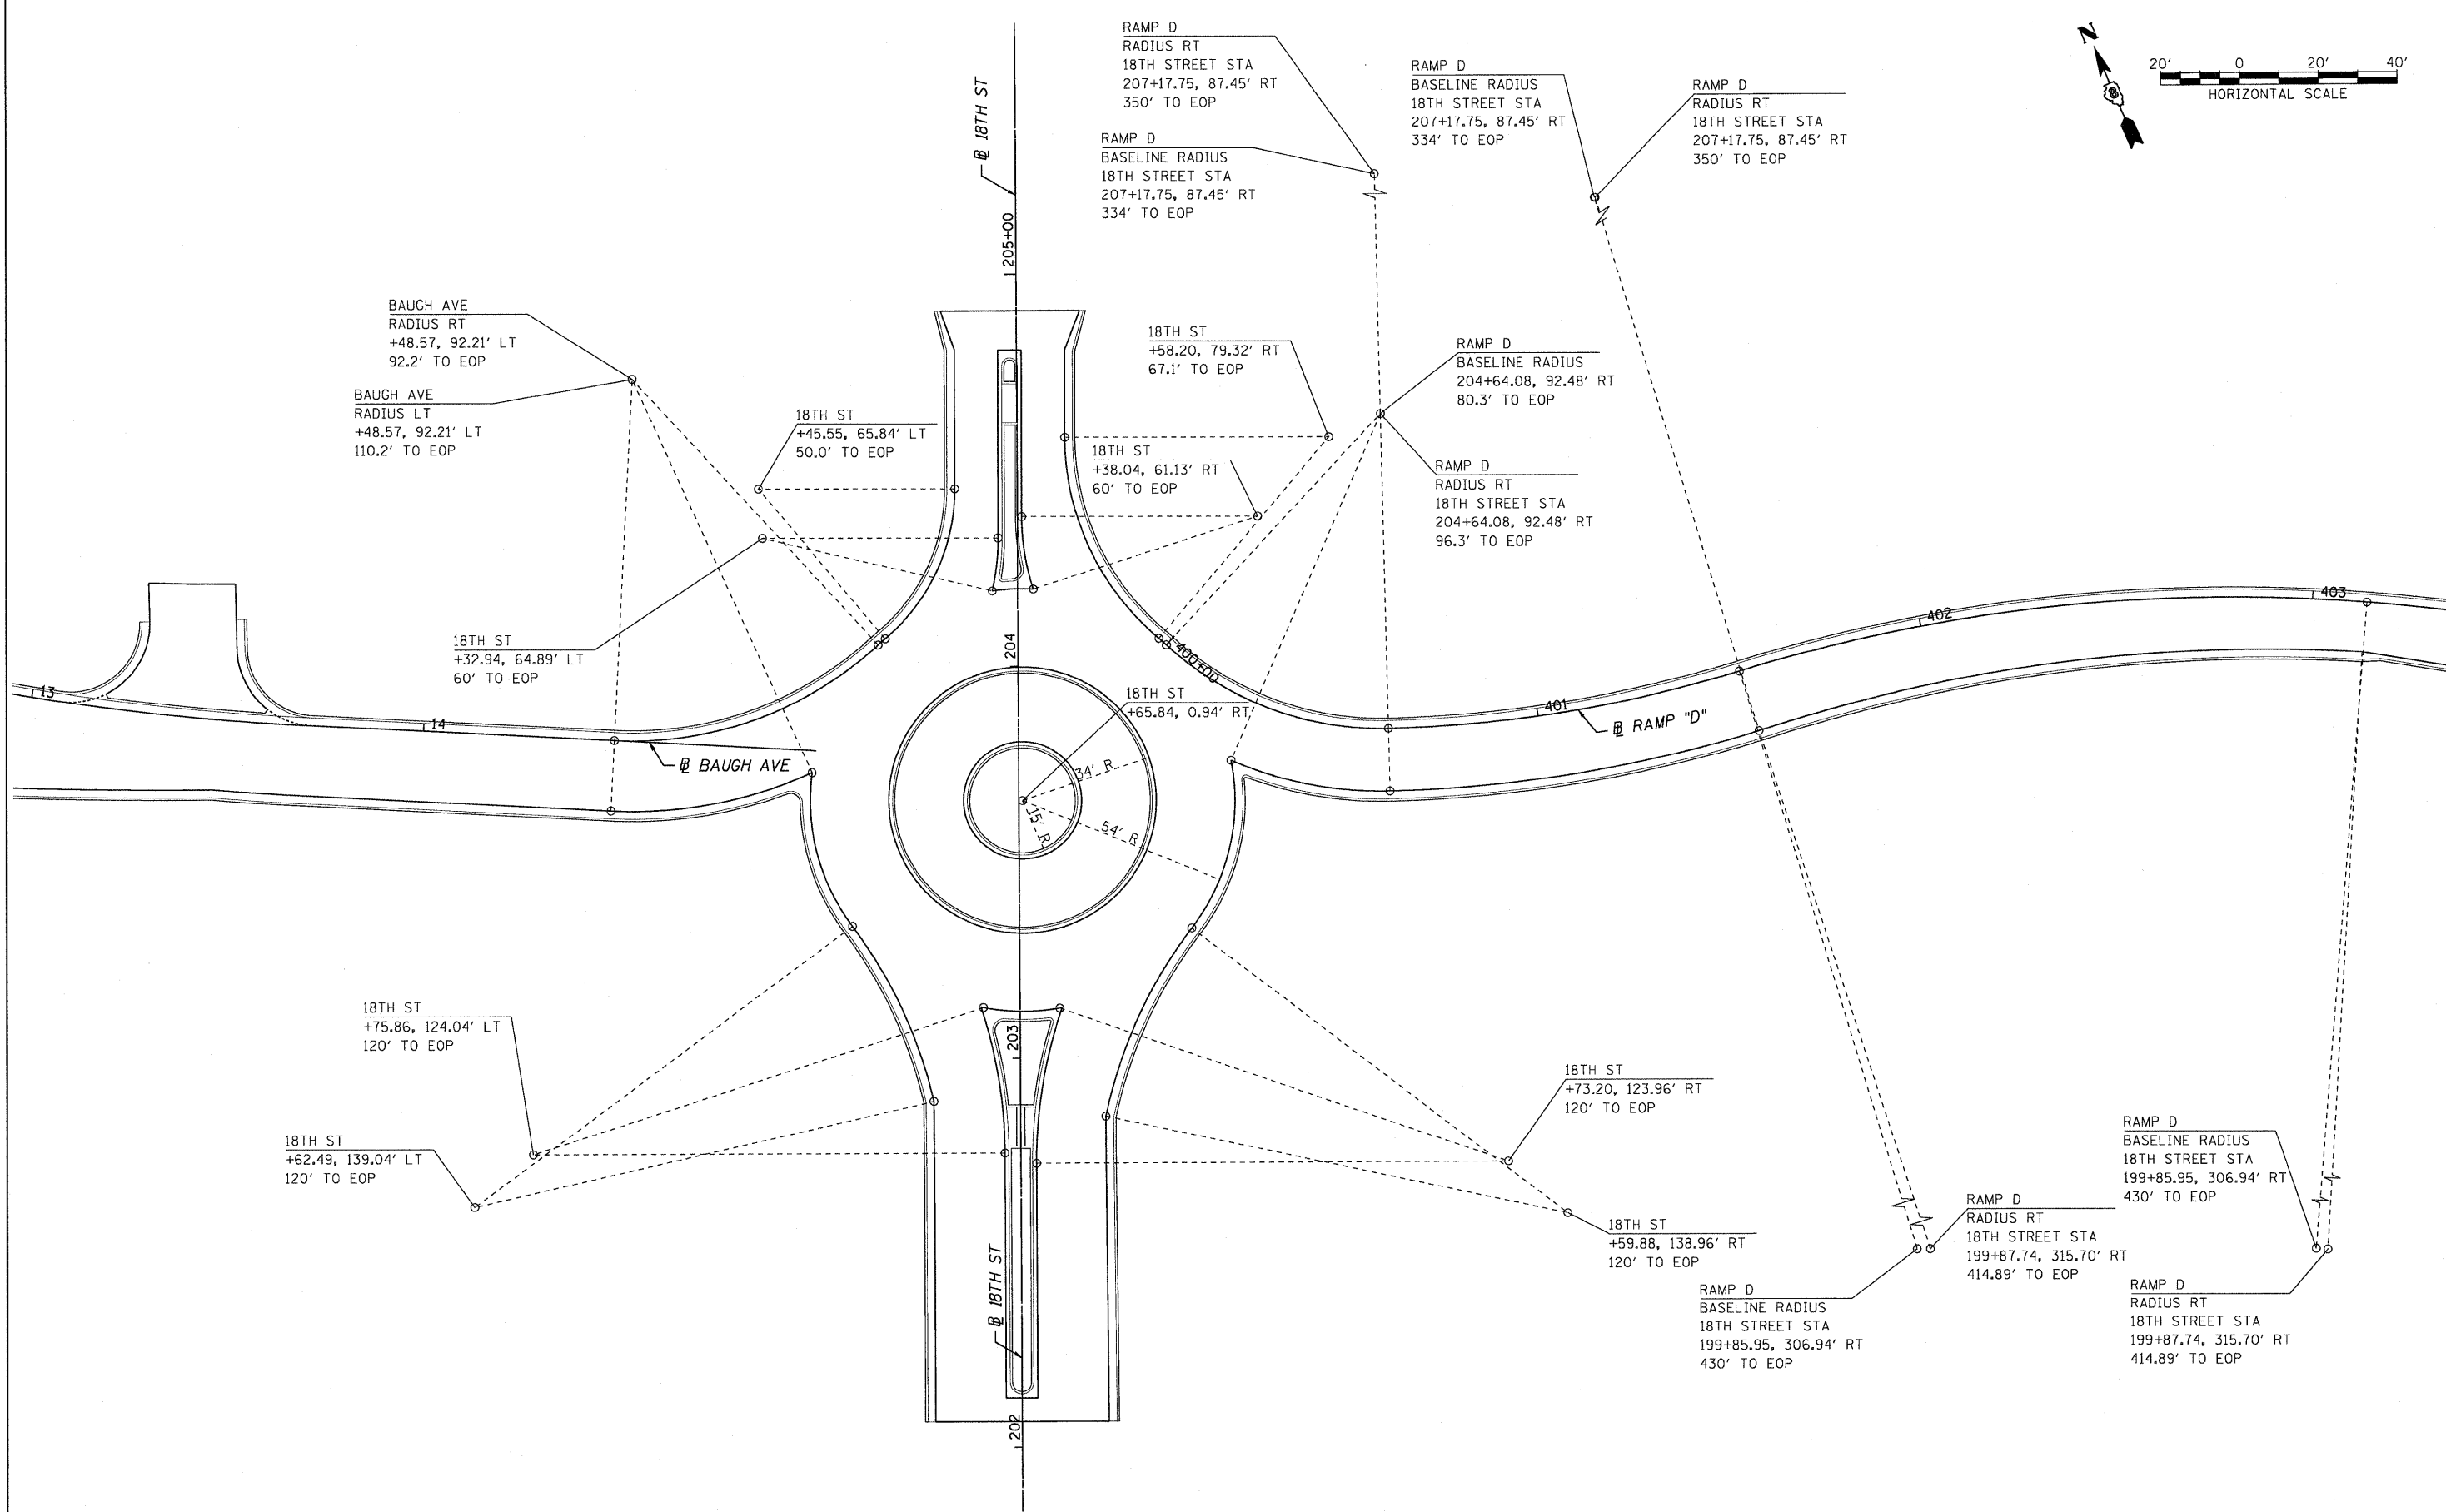 RAMP D
RADIUS RT
18TH STREET STA
207+17.75, 87.45' RT
350' TO EOP
RAMP D
BASELINE RADIUS
18TH STREET STA
207+17.75, 87.45' RT
334' TO EOP
RAMP D
BASELINE RADIUS
18TH STREET STA
207+17.75, 87.45' RT
334' TO EOP
RAMP D
RADIUS RT
18TH STREET STA
207+17.75, 87.45' RT
350' TO EOP
N
20' 0 20' 40'
HORIZONTAL SCALE
BL 18TH ST
205+00
BAUGH AVE
RADIUS RT
+48.57, 92.21' LT
92.2' TO EOP
BAUGH AVE
RADIUS LT
+48.57, 92.21' LT
110.2' TO EOP
18TH ST
+45.55, 65.84' LT
50.0' TO EOP
18TH ST
+58.20, 79.32' RT
67.1' TO EOP
18TH ST
+38.04, 61.13' RT
60' TO EOP
RAMP D
BASELINE RADIUS
204+64.08, 92.48' RT
80.3' TO EOP
RAMP D
RADIUS RT
18TH STREET STA
204+64.08, 92.48' RT
96.3' TO EOP
18TH ST
+32.94, 64.89' LT
60' TO EOP
204
400+00
18TH ST
+65.84, 0.94' RT
13
14
401
402
403
BL BAUGH AVE
BL RAMP "D"
34' R
15' R
54' R
203
18TH ST
+75.86, 124.04' LT
120' TO EOP
18TH ST
+62.49, 139.04' LT
120' TO EOP
18TH ST
+73.20, 123.96' RT
120' TO EOP
18TH ST
+59.88, 138.96' RT
120' TO EOP
BL 18TH ST
202
RAMP D
BASELINE RADIUS
18TH STREET STA
199+85.95, 306.94' RT
430' TO EOP
RAMP D
RADIUS RT
18TH STREET STA
199+87.74, 315.70' RT
414.89' TO EOP
RAMP D
BASELINE RADIUS
18TH STREET STA
199+85.95, 306.94' RT
430' TO EOP
RAMP D
RADIUS RT
18TH STREET STA
199+87.74, 315.70' RT
414.89' TO EOP